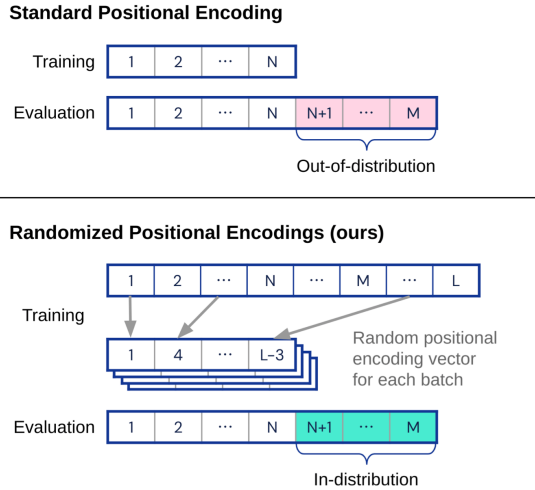 Standard Positional Encoding
Training 1 2 ... N
Evaluation 1 2 ... N N+1 ... M
Out-of-distribution
Randomized Positional Encodings (ours)
1 2 ... N ... M ... L
Training
1 4 ... L-3
Random positional
encoding vector
for each batch
Evaluation 1 2 ... N N+1 ... M
In-distribution